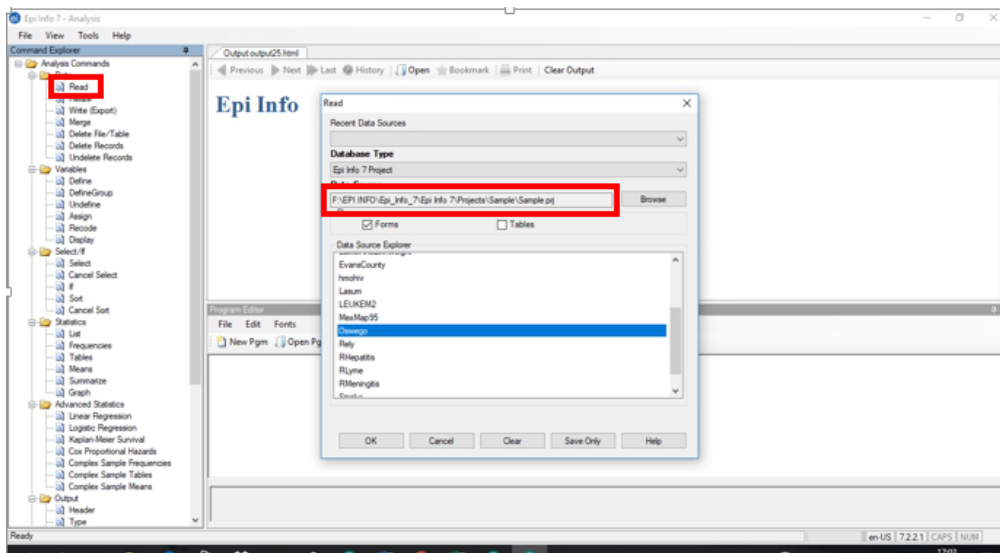 Epi Info 7 - Analysis
File View Tools Help
Command Explorer
Analysis Commands
Read
Write (Export)
Merge
Delete File/Table
Delete Records
Undelete Records
Variables
Define
DefineGroup
Undefine
Assign
Recode
Display
Select/If
Select
Cancel Select
If
Sort
Cancel Sort
Statistics
List
Frequencies
Tables
Means
Summarize
Graph
Advanced Statistics
Linear Regression
Logistic Regression
Kaplan-Meier Survival
Cox Proportional Hazards
Complex Sample Frequencies
Complex Sample Tables
Complex Sample Means
Output
Header
Type
Output output25.html
Previous Next Last History Open Bookmark Print Clear Output
Epi Info
Read
Recent Data Sources
Database Type
Epi Info 7 Project
F:\EPI INFO\Epi_Info_7\Epi Info 7\Projects\Sample\Sample.prj
Browse
Forms Tables
Data Source Explorer
EvansCounty
hmohiv
Lasum
LEUKEM2
MexMap95
Oswego
Rely
RHepatitis
RLyme
RMeningitis
Smoke
OK Cancel Clear Save Only Help
Program Editor
File Edit Fonts
New Pgm Open Pg
Ready
en-US 7.2.2.1 CAPS NUM
17:03